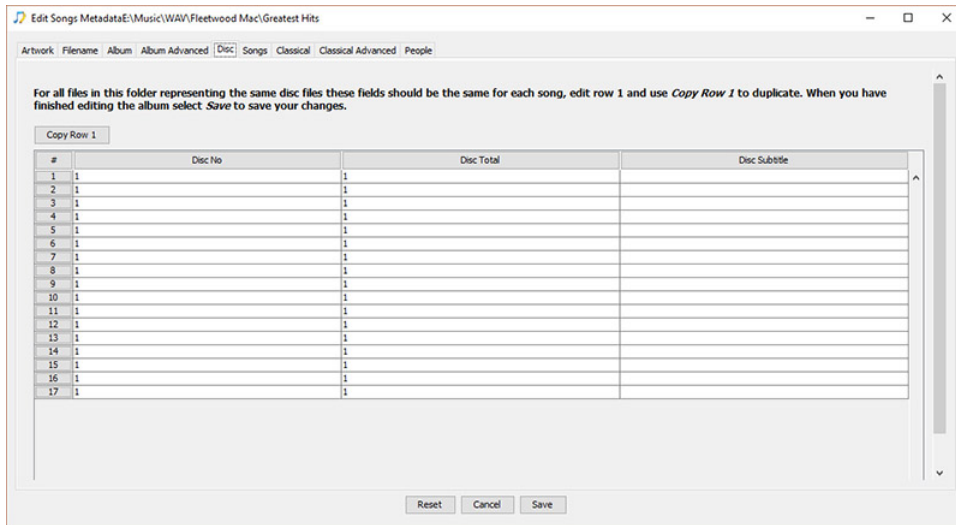 Edit Songs MetadataE:\Music\WAV\Fleetwood Mac\Greatest Hits
Artwork Filename Album Album Advanced Disc Songs Classical Classical Advanced People
For all files in this folder representing the same disc files these fields should be the same for each song, edit row 1 and use Copy Row 1 to duplicate. When you have
finished editing the album select Save to save your changes.
Copy Row 1
# Disc No Disc Total Disc Subtitle
1 1 1
2 1 1
3 1 1
4 1 1
5 1 1
6 1 1
7 1 1
8 1 1
9 1 1
10 1 1
11 1 1
12 1 1
13 1 1
14 1 1
15 1 1
16 1 1
17 1 1
Reset Cancel Save